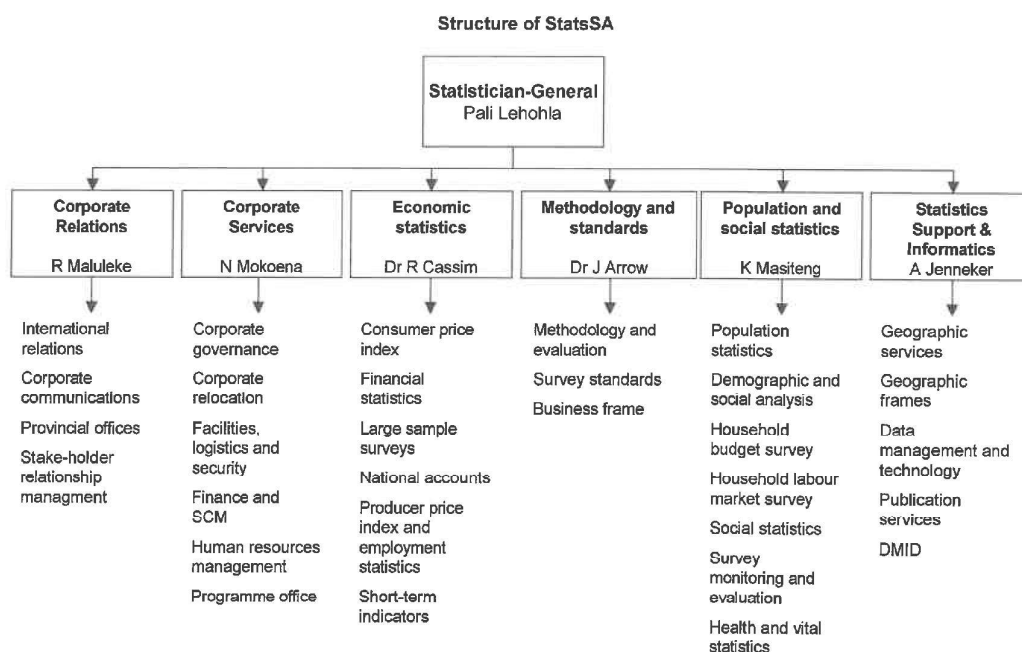 Structure of StatsSA
Statistician-General
Pali Lehohla
Corporate
Relations
R Maluleke
Corporate
Services
N Mokoena
Economic
statistics
Dr R Cassim
Methodology and
standards
Dr J Arrow
Population and
social statistics
K Masiteng
Statistics
Support &
Informatics
A Jenneker
International
relations
Corporate
communications
Provincial offices
Stake-holder
relationship
managment
Corporate
governance
Corporate
relocation
Facilities,
logistics and
security
Finance and
SCM
Human resources
management
Programme office
Consumer price
index
Financial
statistics
Large sample
surveys
National accounts
Producer price
index and
employment
statistics
Short-term
indicators
Methodology and
evaluation
Survey standards
Business frame
Population
statistics
Demographic and
social analysis
Household
budget survey
Household labour
market survey
Social statistics
Survey
monitoring and
evaluation
Health and vital
statistics
Geographic
services
Geographic
frames
Data
management and
technology
Publication
services
DMID